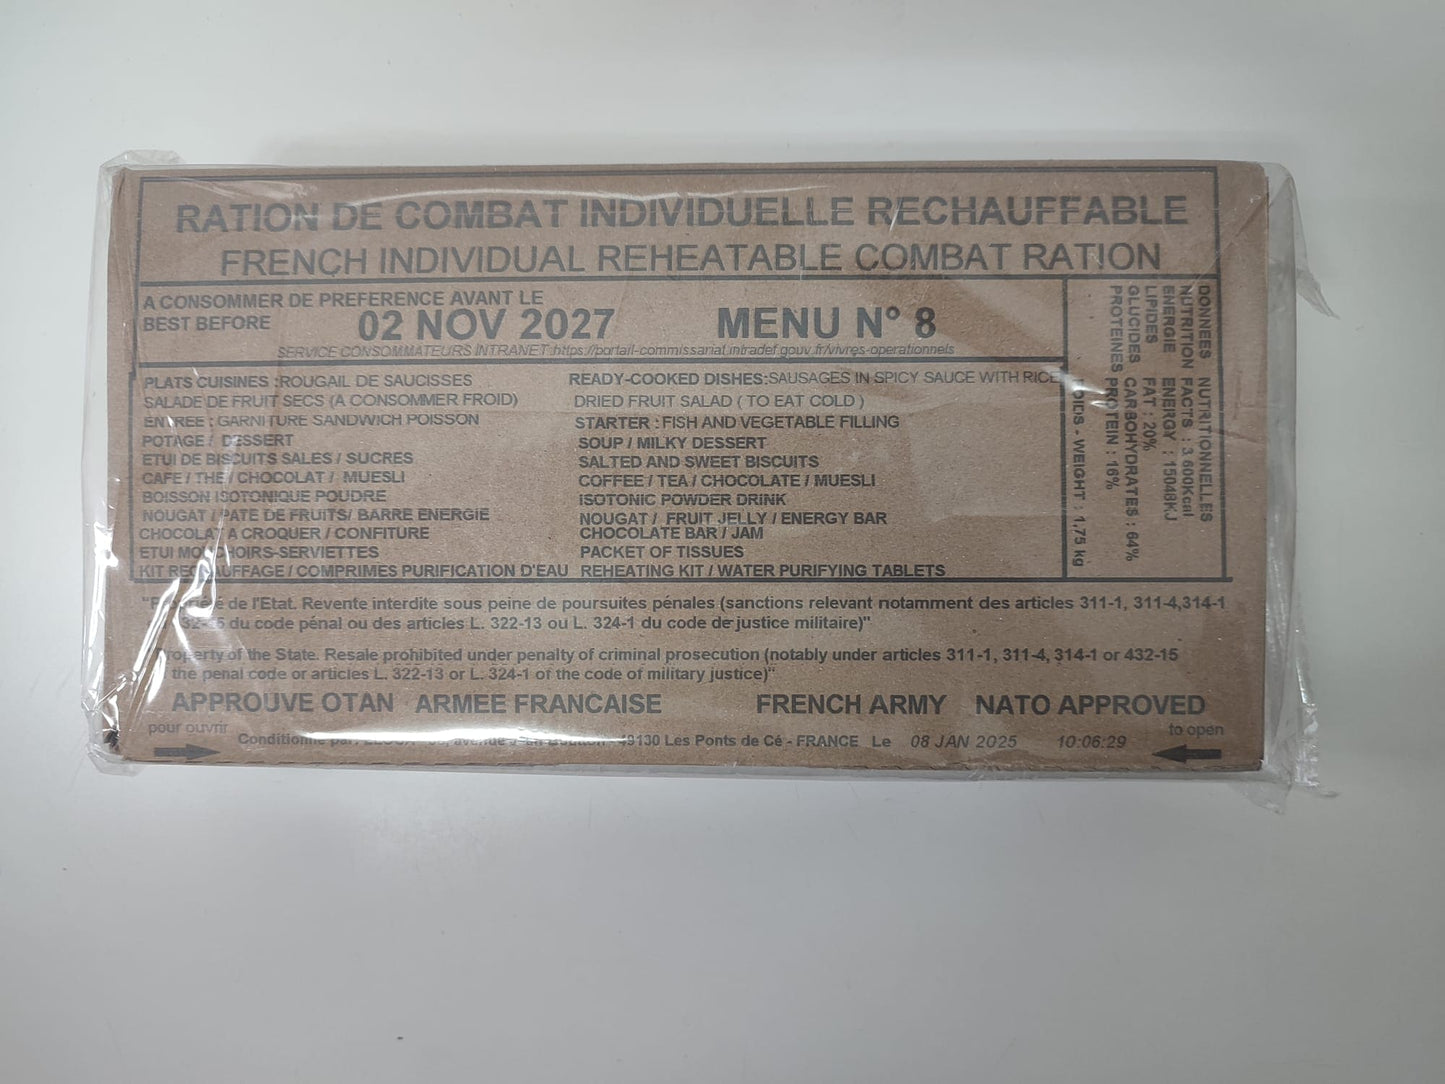 RATION DE COMBAT INDIVIDUELLE RECHAUFFABLE
FRENCH INDIVIDUAL REHEATABLE COMBAT RATION
A CONSOMMER DE PREFERENCE AVANT LE
BEST BEFORE 02 NOV 2027 MENU N° 8
SERVICE CONSOMMATEURS INTRANET :https://portail-commissariat.intradef.gouv.fr/vivres-operationnels
PLATS CUISINES :ROUGAIL DE SAUCISSES
SALADE DE FRUIT SECS (A CONSOMMER FROID)
ENTREE : GARNITURE SANDWICH POISSON
POTAGE / DESSERT
ETUI DE BISCUITS SALES / SUCRES
CAFE / THE / CHOCOLAT / MUESLI
BOISSON ISOTONIQUE POUDRE
NOUGAT / PATE DE FRUITS/ BARRE ENERGIE
CHOCOLAT A CROQUER / CONFITURE
ETUI MOUCHOIRS-SERVIETTES
KIT RECHAUFFAGE / COMPRIMES PURIFICATION D'EAU
READY-COOKED DISHES:SAUSAGES IN SPICY SAUCE WITH RICE
DRIED FRUIT SALAD ( TO EAT COLD )
STARTER : FISH AND VEGETABLE FILLING
SOUP / MILKY DESSERT
SALTED AND SWEET BISCUITS
COFFEE / TEA / CHOCOLATE / MUESLI
ISOTONIC POWDER DRINK
NOUGAT / FRUIT JELLY / ENERGY BAR
CHOCOLATE BAR / JAM
PACKET OF TISSUES
REHEATING KIT / WATER PURIFYING TABLETS
DONNEES NUTRITIONNELLES
NUTRITION FACTS : 3 600Kcal
ENERGIE ENERGY : 15048KJ
LIPIDES FAT : 20%
GLUCIDES CARBOHYDRATES : 64%
PROTEINES PROTEIN : 16%
POIDS - WEIGHT : 1,75 kg
"Propriété de l'Etat. Revente interdite sous peine de poursuites pénales (sanctions relevant notamment des articles 311-1, 311-4,314-1
du code pénal ou des articles L. 322-13 ou L. 324-1 du code de justice militaire)"
Property of the State. Resale prohibited under penalty of criminal prosecution (notably under articles 311-1, 311-4, 314-1 or 432-15
the penal code or articles L. 322-13 or L. 324-1 of the code of military justice)"
APPROUVE OTAN ARMEE FRANCAISE FRENCH ARMY NATO APPROVED
pour ouvrir to open
Conditionné par: avenue 49130 Les Ponts de Cé - FRANCE Le 08 JAN 2025 10:06:29